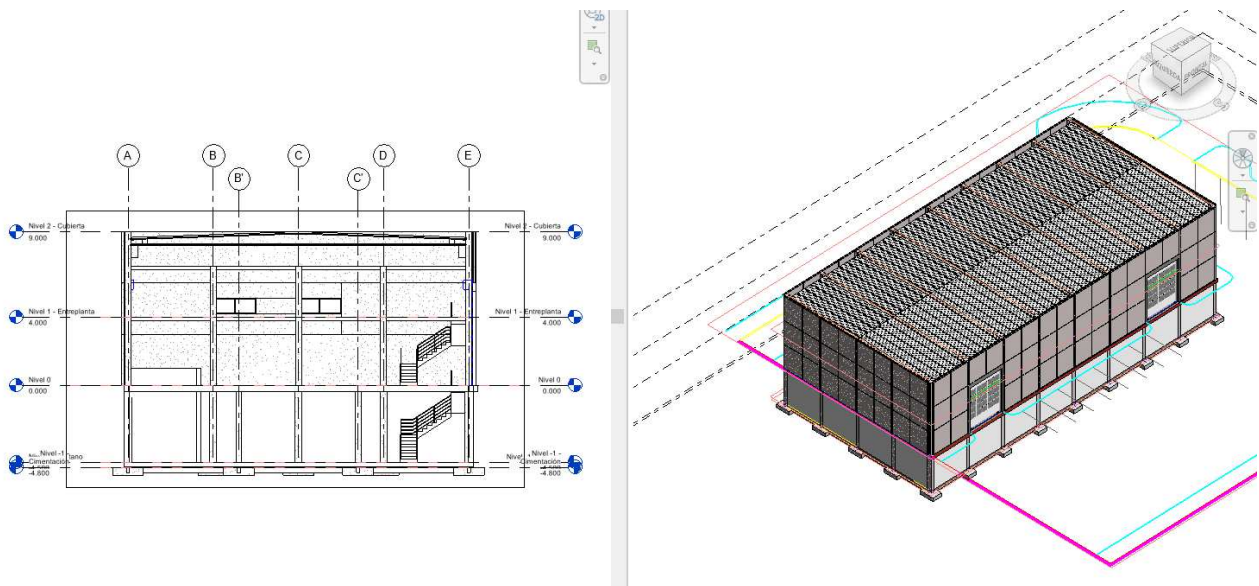 2D
A
B
C
D
E
B'
C'
Nivel 2 - Cubierta
9.000
Nivel 2 - Cubierta
9.000
Nivel 1 - Entreplanta
4.000
Nivel 1 - Entreplanta
4.000
Nivel 0
0.000
Nivel 0
0.000
Nivel -1 -
Cimentación
-4.800
Nivel -1 -
Cimentación
-4.800